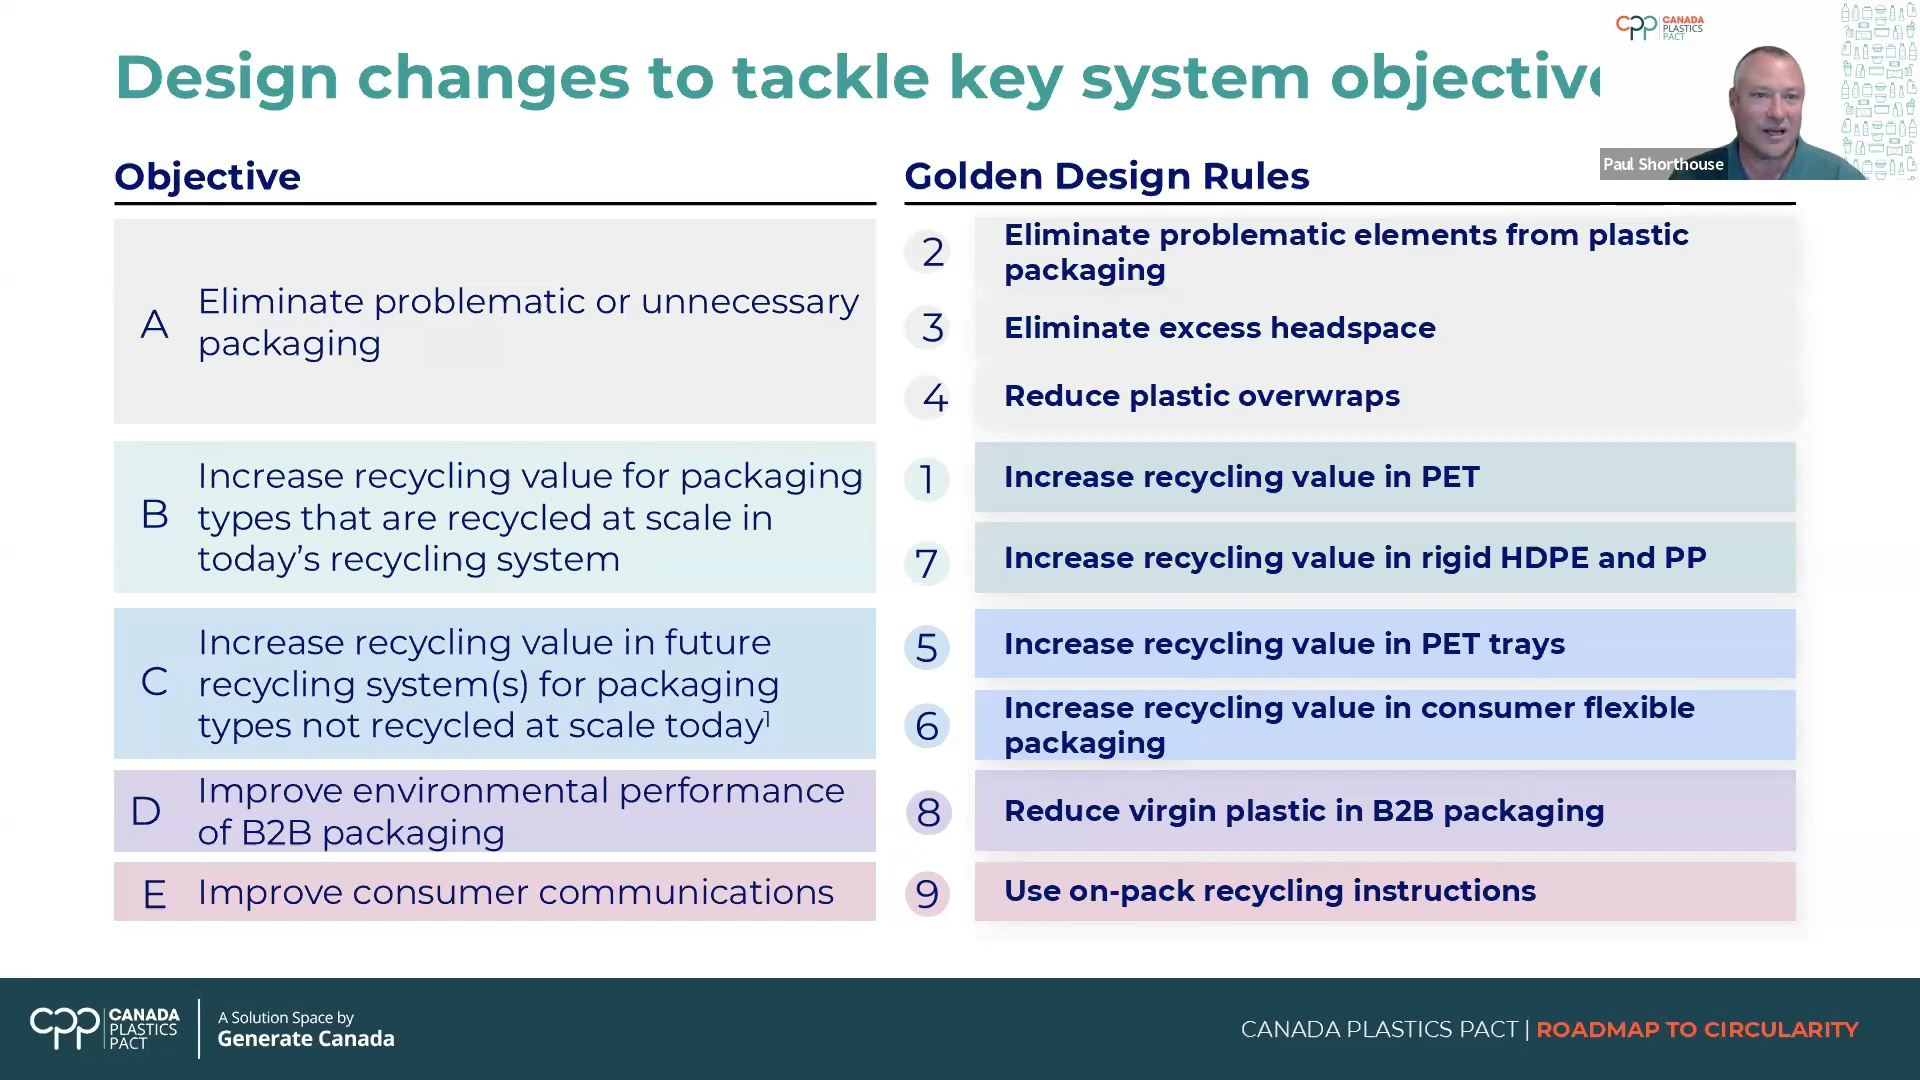 Design changes to tackle key system objectiv
CPP CANADA
PLASTICS
PACT
Paul Shorthouse
Objective
Golden Design Rules
A
Eliminate problematic or unnecessary
packaging
2
Eliminate problematic elements from plastic
packaging
3
Eliminate excess headspace
4
Reduce plastic overwraps
B
Increase recycling value for packaging
types that are recycled at scale in
today’s recycling system
1
Increase recycling value in PET
7
Increase recycling value in rigid HDPE and PP
C
Increase recycling value in future
recycling system(s) for packaging
types not recycled at scale today¹
5
Increase recycling value in PET trays
6
Increase recycling value in consumer flexible
packaging
D
Improve environmental performance
of B2B packaging
8
Reduce virgin plastic in B2B packaging
E
Improve consumer communications
9
Use on-pack recycling instructions
CPP CANADA
PLASTICS
PACT
A Solution Space by
Generate Canada
CANADA PLASTICS PACT | ROADMAP TO CIRCULARITY